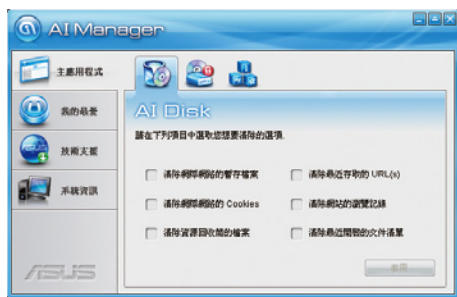 AI Manager
主應用程式
我的最愛
技術支援
系統資訊
AI Disk
請在下列項目中選取您想要清除的選項.
清除網際網路的暫存檔案
清除最近存取的 URL(s)
清除網際網路的 Cookies
清除網站的瀏覽記錄
清除資源回收筒的檔案
清除最近開啟的文件清單
套用
ASUS